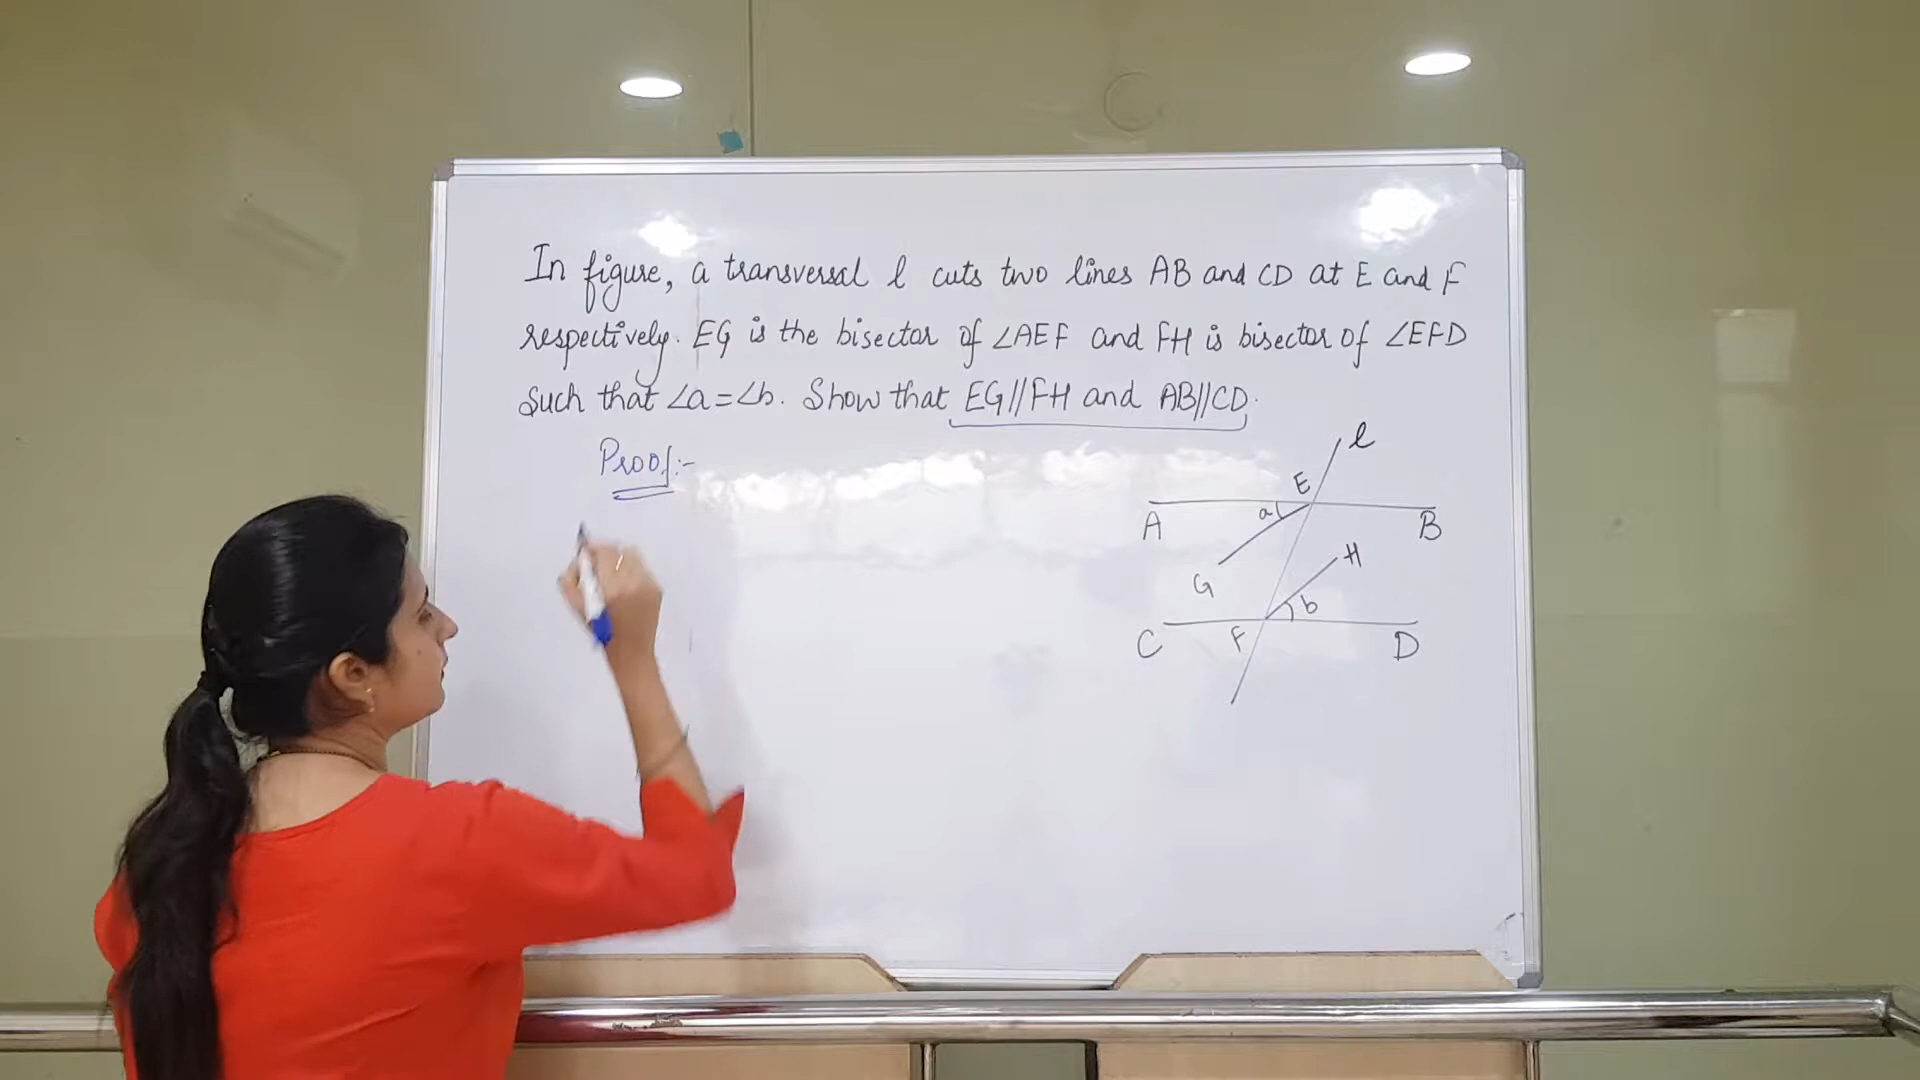 In figure, a transversal l cuts two lines AB and CD at E and F
respectively. EG is the bisector of ∠AEF and FH is bisector of ∠EFD
such that ∠a=∠b. Show that EG//FH and AB//CD.
Proof:-
l
E
a
A
B
H
G
b
C
F
D